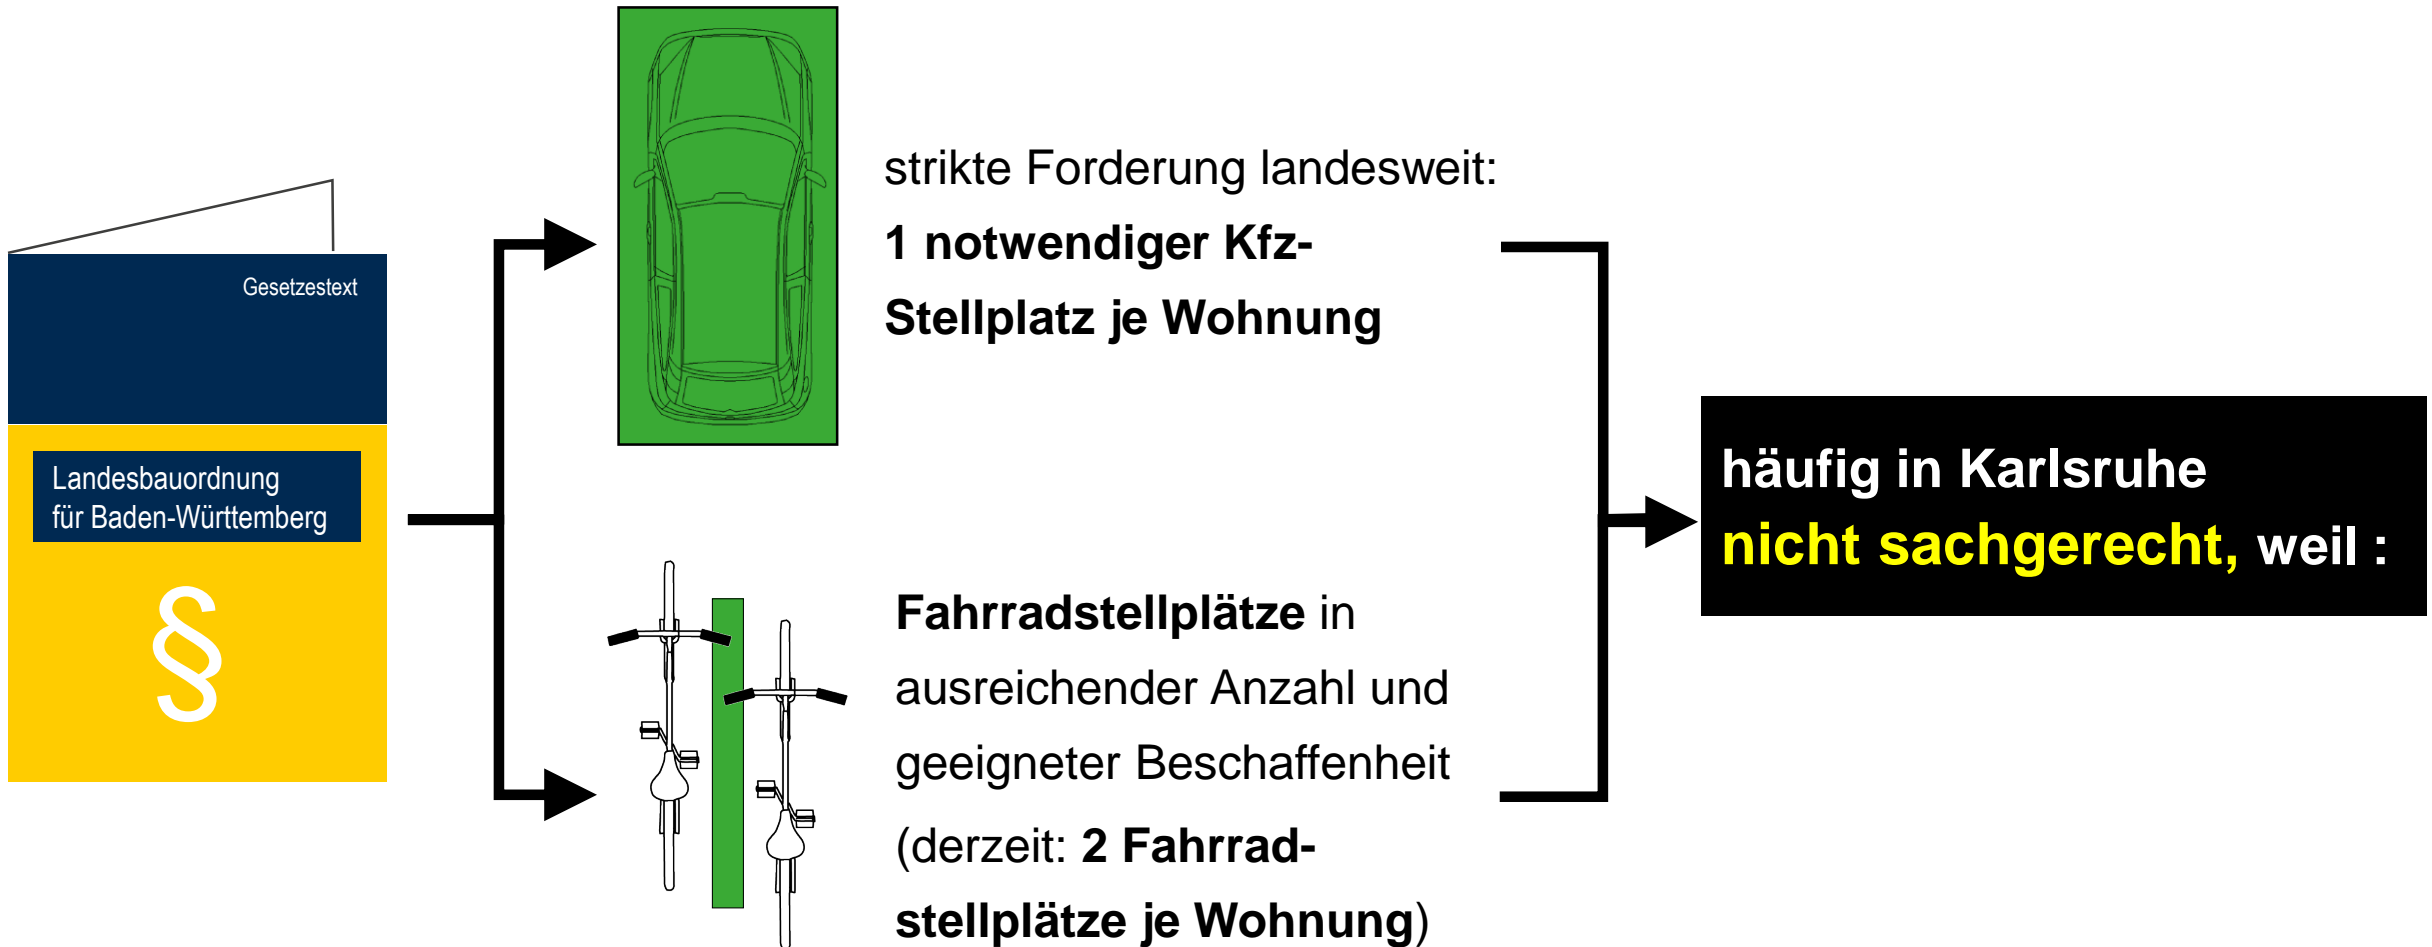 Gesetzestext
Landesbauordnung
für Baden-Württemberg
§
strikte Forderung landesweit:
1 notwendiger Kfz-
Stellplatz je Wohnung
Fahrradstellplätze in
ausreichender Anzahl und
geeigneter Beschaffenheit
(derzeit: 2 Fahrrad-
stellplätze je Wohnung)
häufig in Karlsruhe
nicht sachgerecht, weil :